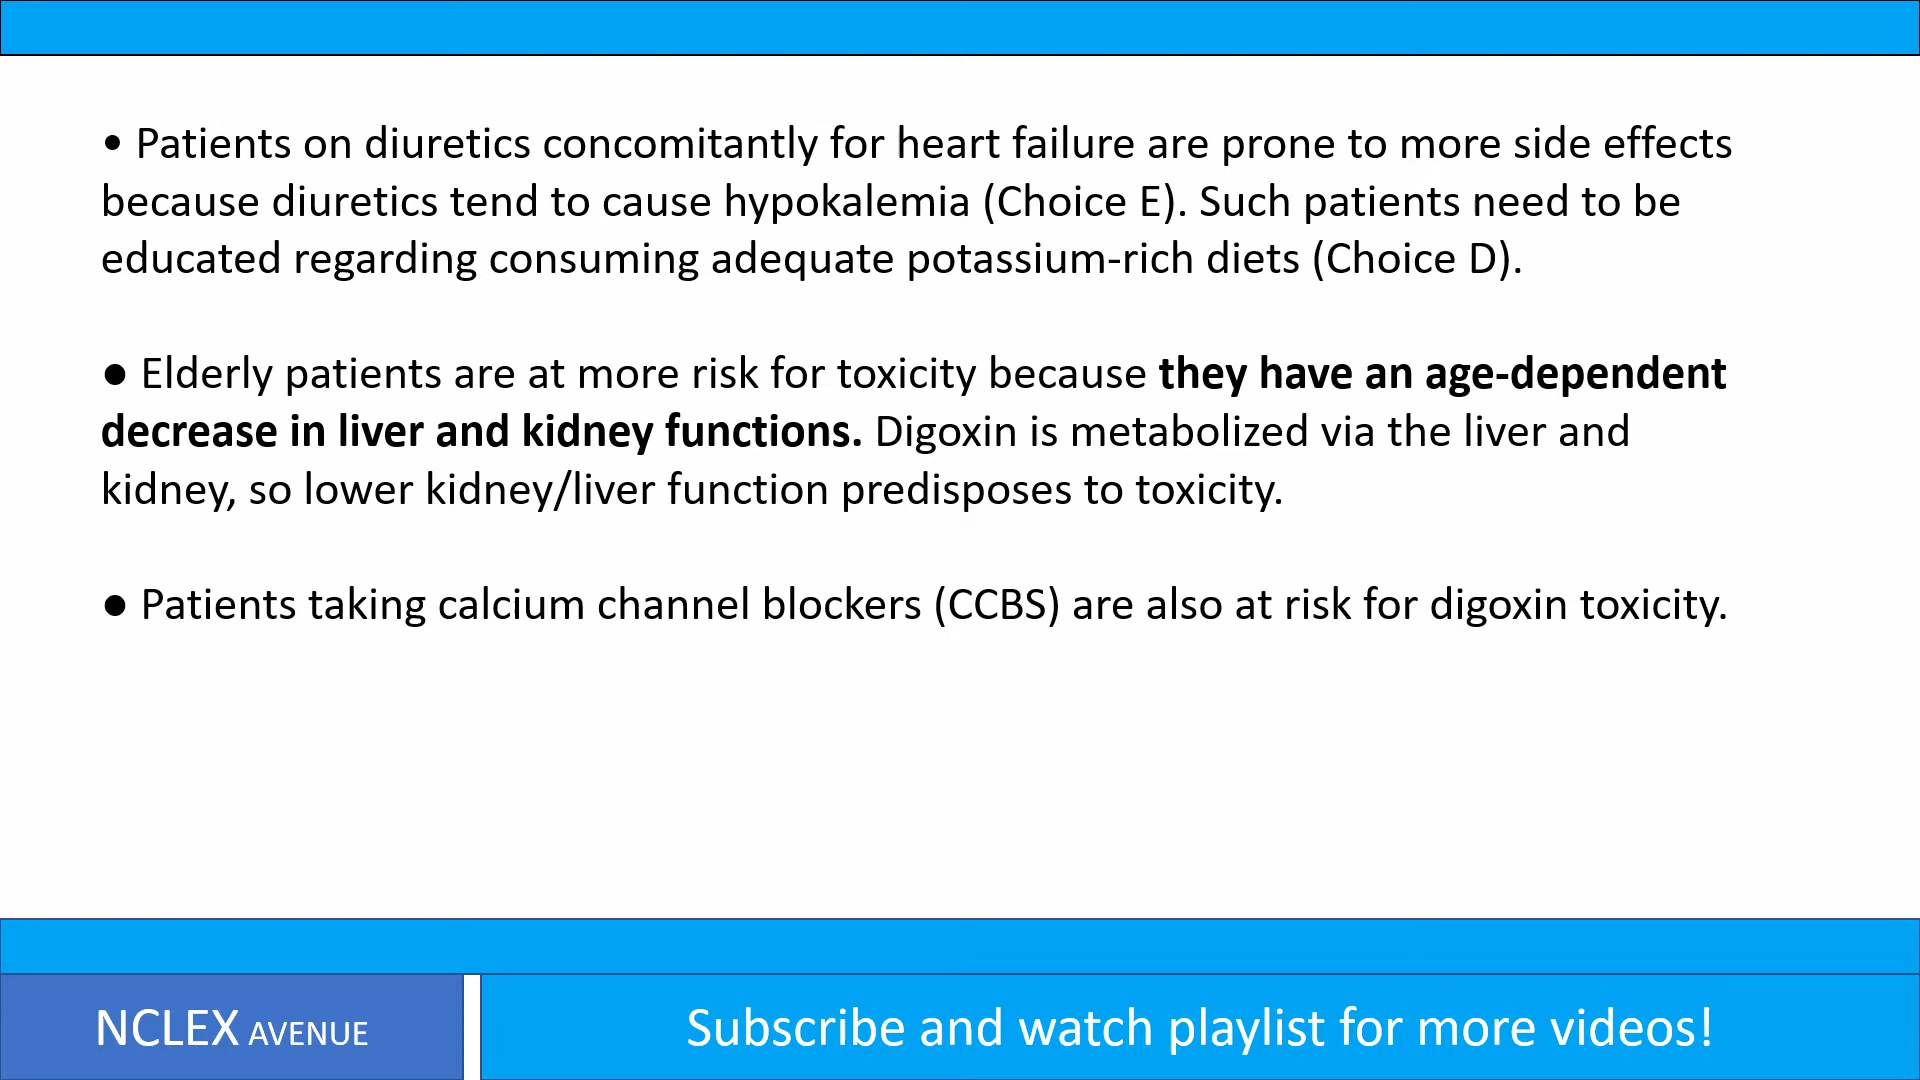 • Patients on diuretics concomitantly for heart failure are prone to more side effects
because diuretics tend to cause hypokalemia (Choice E). Such patients need to be
educated regarding consuming adequate potassium-rich diets (Choice D).
● Elderly patients are at more risk for toxicity because they have an age-dependent
decrease in liver and kidney functions. Digoxin is metabolized via the liver and
kidney, so lower kidney/liver function predisposes to toxicity.
● Patients taking calcium channel blockers (CCBS) are also at risk for digoxin toxicity.
NCLEX AVENUE
Subscribe and watch playlist for more videos!